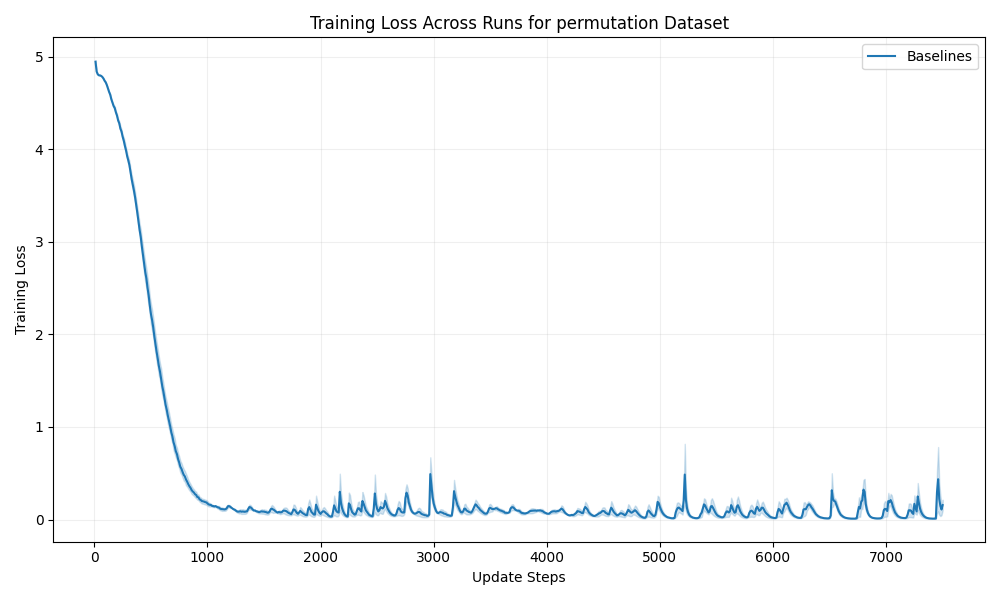 Training Loss Across Runs for permutation Dataset
Baselines
Training Loss
5
4
3
2
1
0
0 1000 2000 3000 4000 5000 6000 7000
Update Steps